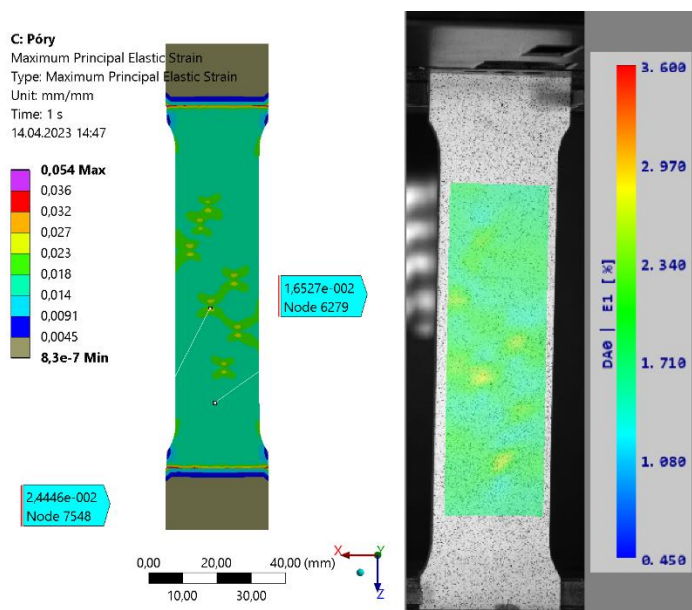 C: Póry
Maximum Principal Elastic Strain
Type: Maximum Principal Elastic Strain
Unit: mm/mm
Time: 1 s
14.04.2023 14:47
0,054 Max
0,036
0,032
0,027
0,023
0,018
0,014
0,0091
0,0045
8,3e-7 Min
1,6527e-002
Node 6279
2,4446e-002
Node 7548
0,00
20,00
40,00 (mm)
10,00
30,00
X
Y
Z
3.600
2.970
2.340
1.710
1.080
0.450
DA0 | E1 [%]